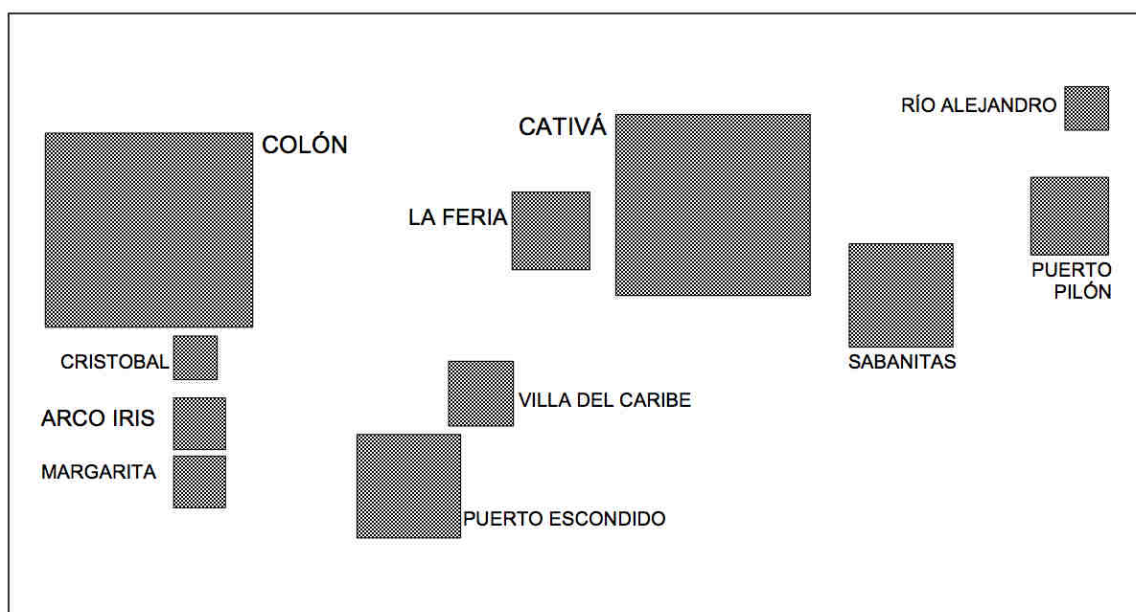 RÍO ALEJANDRO
CATIVÁ
COLÓN
LA FERIA
PUERTO
PILÓN
CRISTOBAL
SABANITAS
VILLA DEL CARIBE
ARCO IRIS
MARGARITA
PUERTO ESCONDIDO